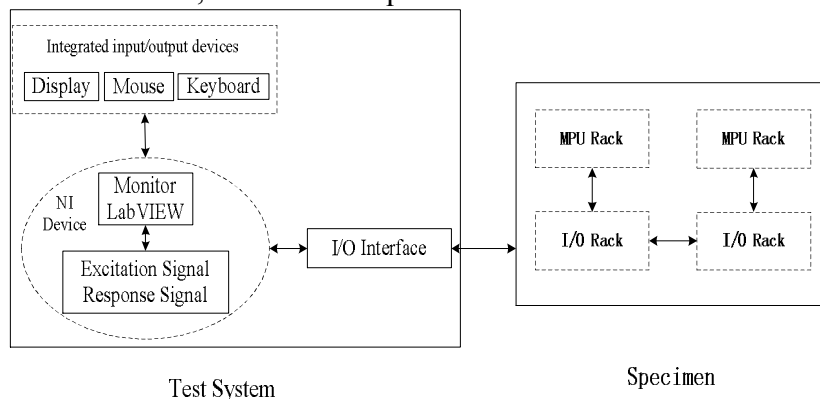 Integrated input/output devices
Display Mouse Keyboard
NI
Device
Monitor
LabVIEW
Excitation Signal
Response Signal
I/O Interface
MPU Rack MPU Rack
I/O Rack I/O Rack
Test System
Specimen